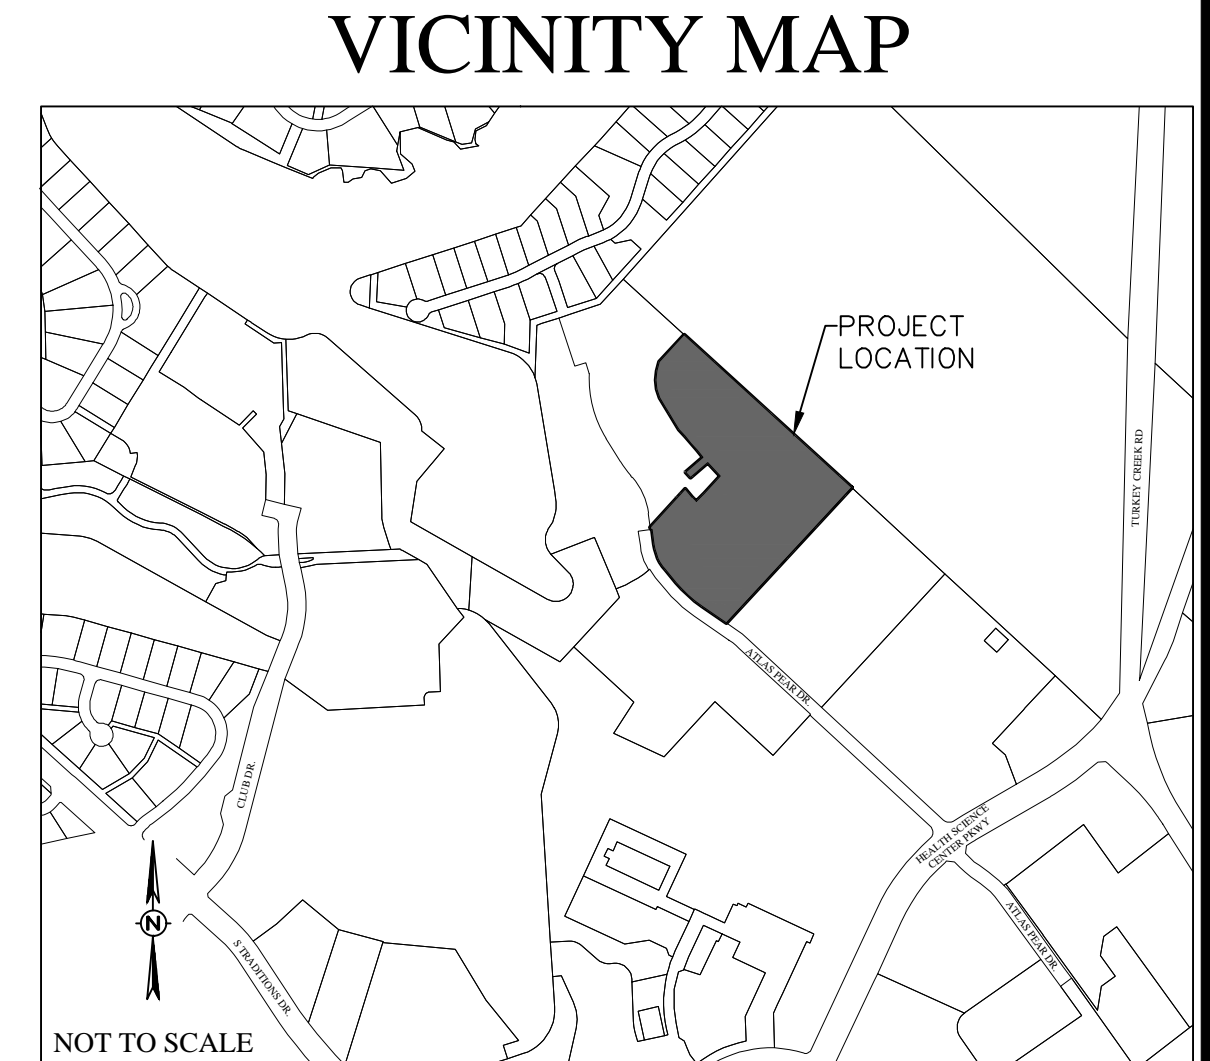 VICINITY MAP
PROJECT
LOCATION
TURKEY CREEK RD
ATLAS PEAR DR.
CLUB DR.
HEALTH SCIENCE
CENTER PKWY
ATLAS PEAR DR.
N
S TRADITIONS DR.
NOT TO SCALE